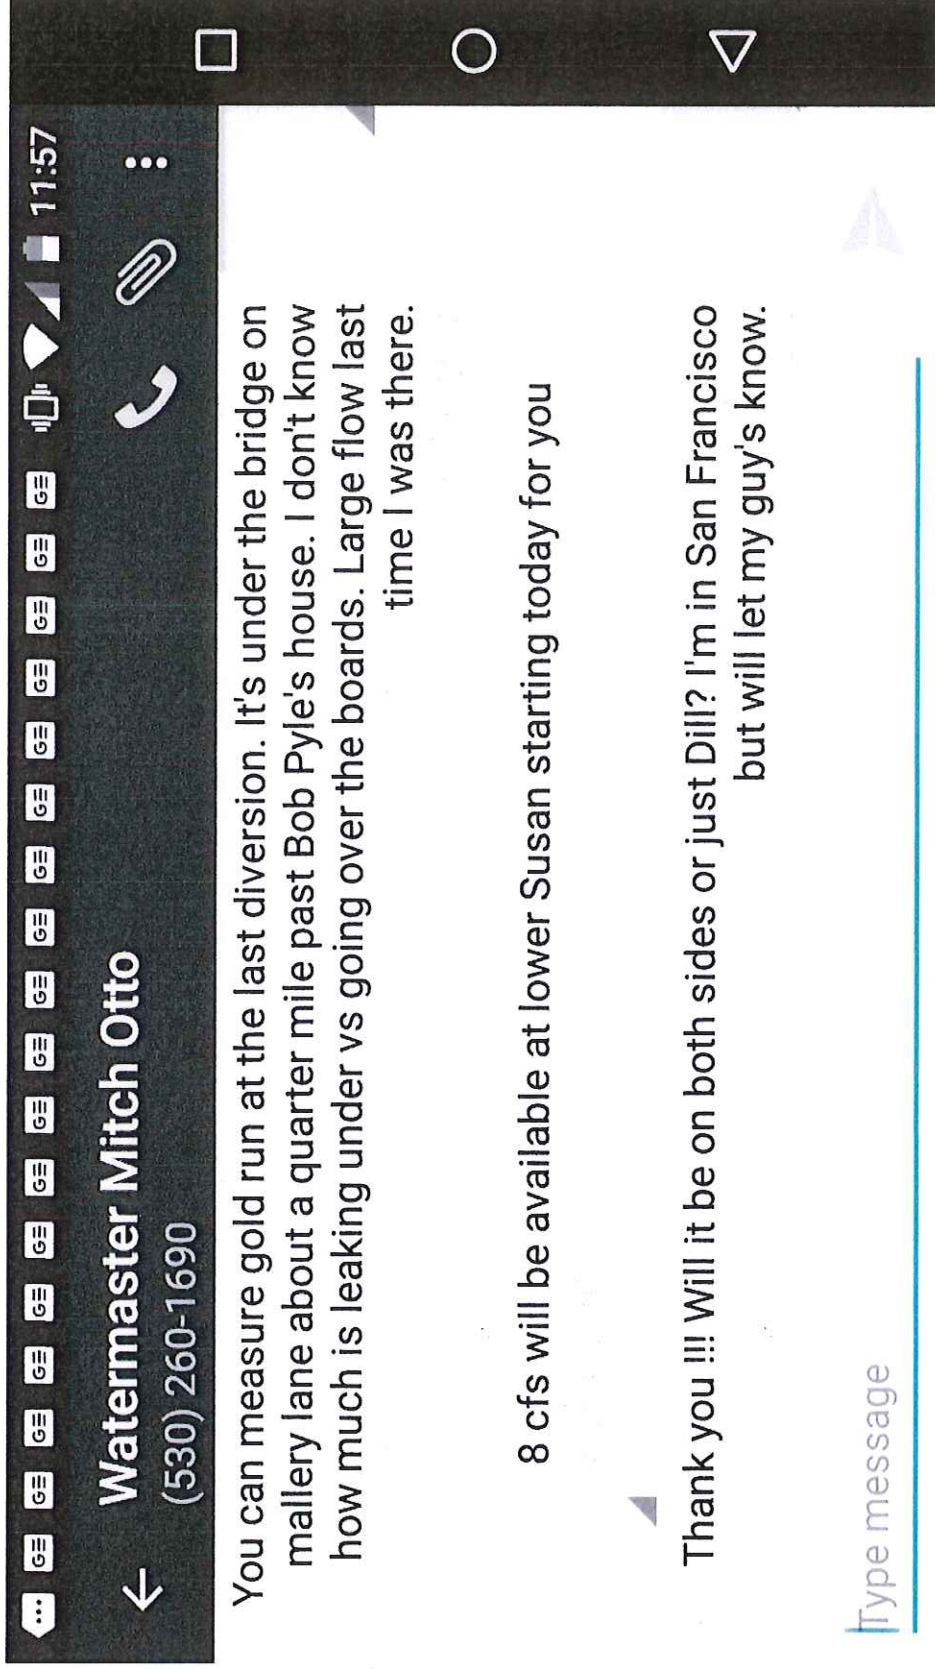 11:57
Watermaster Mitch Otto
(530) 260-1690
You can measure gold run at the last diversion. It's under the bridge on
mallery lane about a quarter mile past Bob Pyle's house. I don't know
how much is leaking under vs going over the boards. Large flow last
time I was there.
8 cfs will be available at lower Susan starting today for you
Thank you !!! Will it be on both sides or just Dill? I'm in San Francisco
but will let my guy's know.
Type message